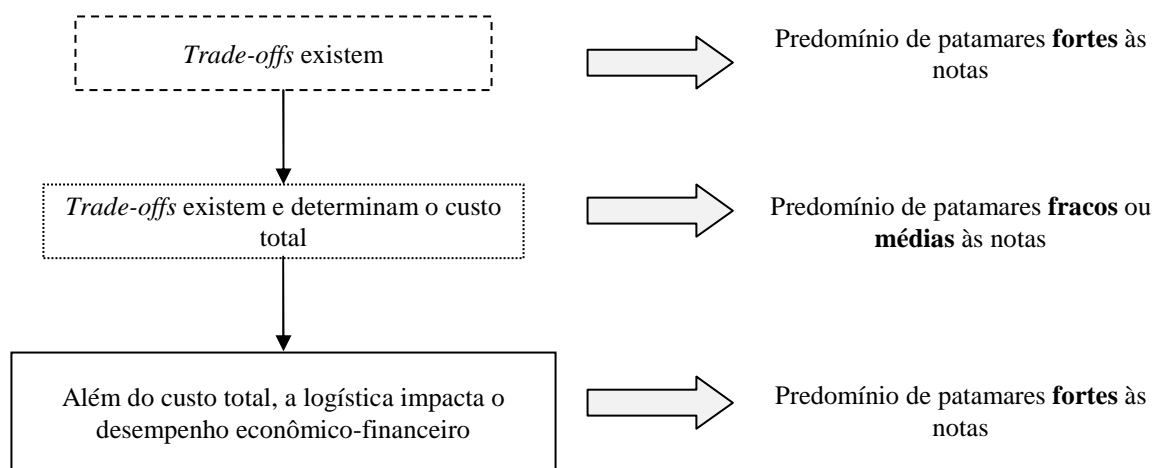 Trade-offs existem
Predomínio de patamares fortes às
notas
Trade-offs existem e determinam o custo
total
Predomínio de patamares fracos ou
médias às notas
Além do custo total, a logística impacta o
desempenho econômico-financeiro
Predomínio de patamares fortes às
notas